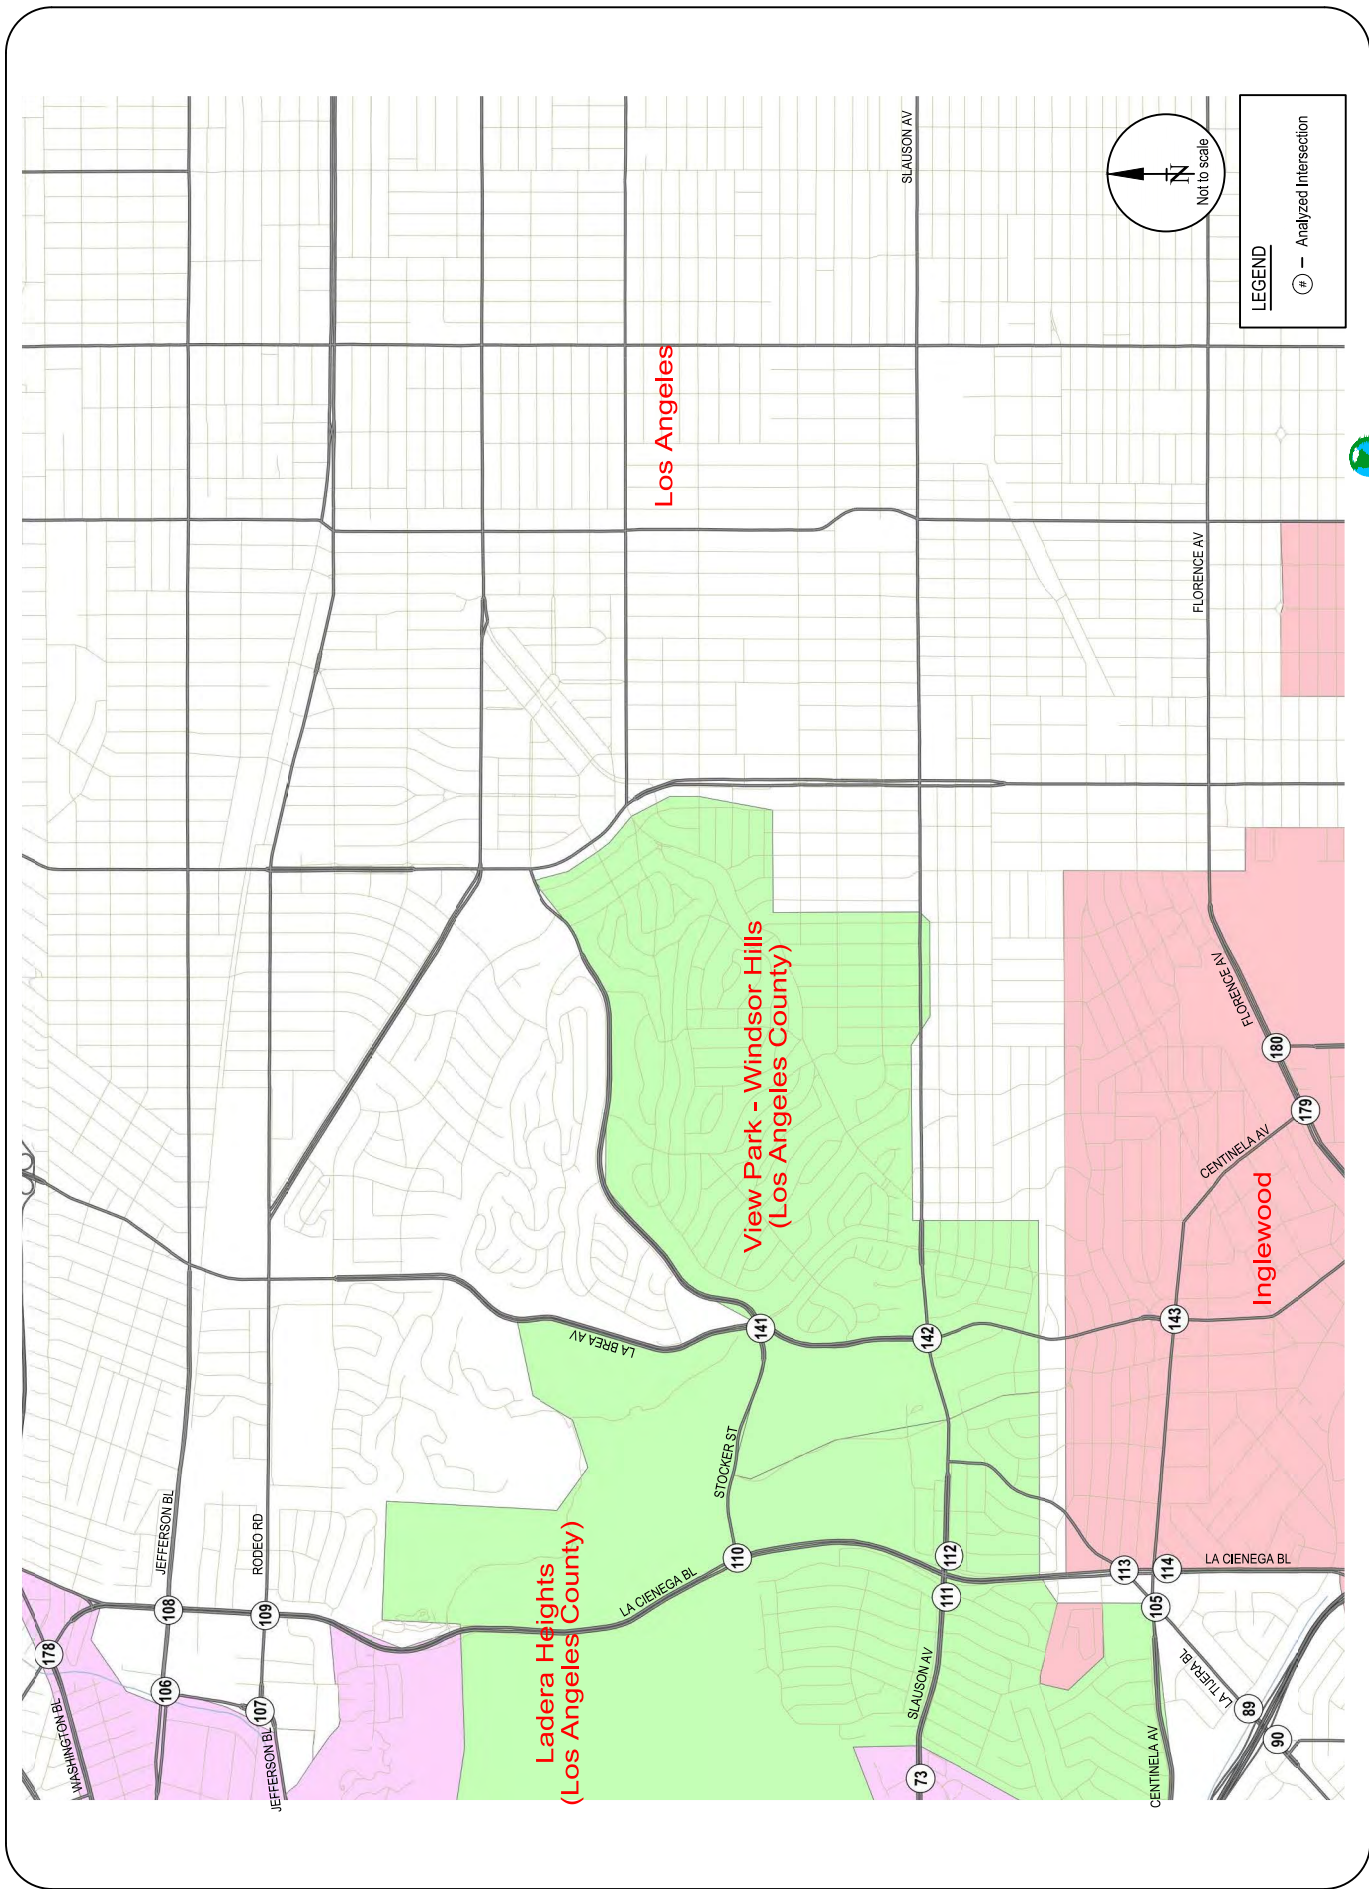 WASHINGTON BL
178
JEFFERSON BL
108
106
RODEO RD
109
107
JEFFERSON BL
Ladera Heights
(Los Angeles County)
LA BREA AV
LA CIENEGA BL
STOCKER ST
110
141
View Park - Windsor Hills
(Los Angeles County)
Los Angeles
SLAUSON AV
142
112
111
SLAUSON AV
73
113
114
105
LA CIENEGA BL
LA TIJERA BL
89
90
CENTINELA AV
143
CENTINELA AV
179
180
FLORENCE AV
FLORENCE AV
Inglewood
N
Not to scale
LEGEND
# – Analyzed Intersection